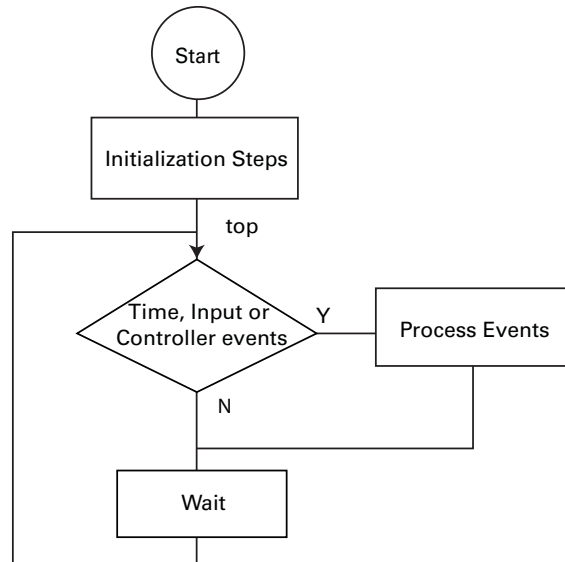 Start
Initialization Steps
top
Time, Input or
Controller events
Y
Process Events
N
Wait